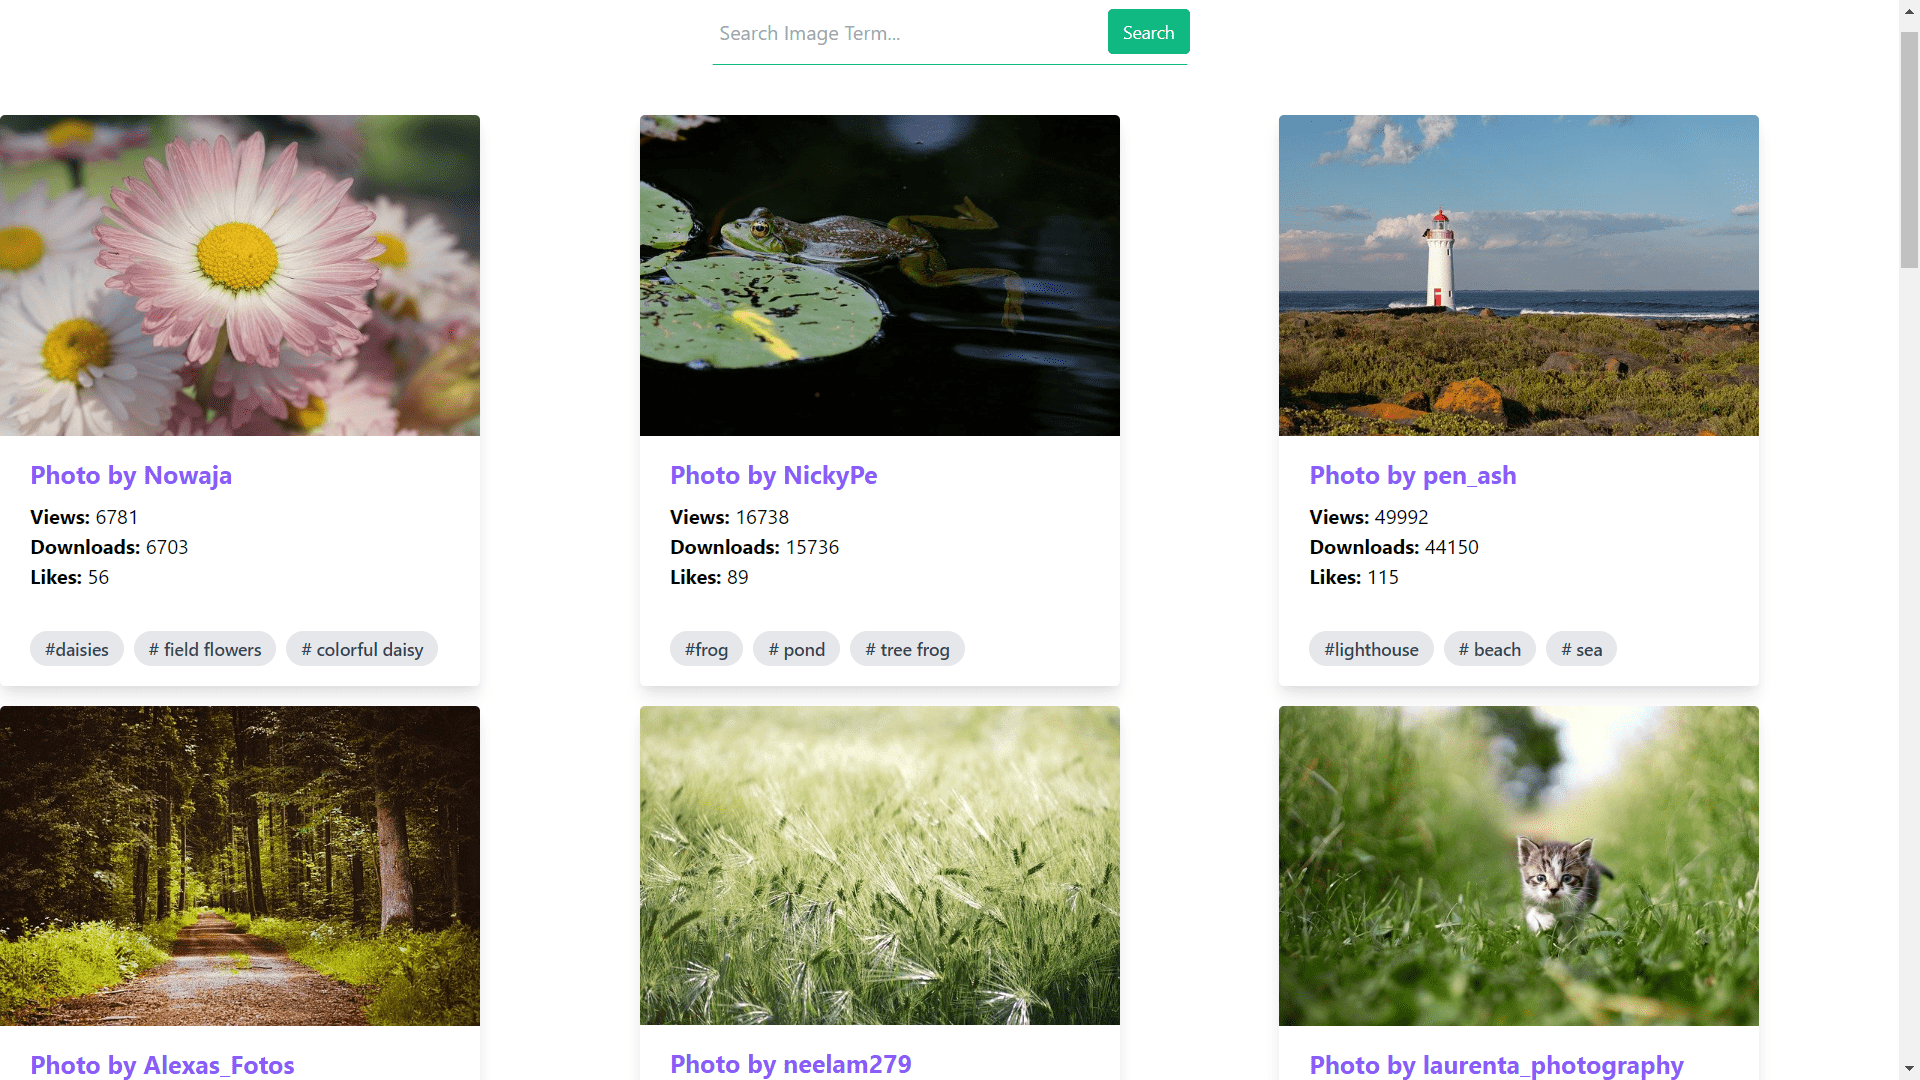 Search Image Term...
Search
Photo by Nowaja
Views: 6781
Downloads: 6703
Likes: 56
#daisies
# field flowers
# colorful daisy
Photo by NickyPe
Views: 16738
Downloads: 15736
Likes: 89
#frog
# pond
# tree frog
Photo by pen_ash
Views: 49992
Downloads: 44150
Likes: 115
#lighthouse
# beach
# sea
Photo by Alexas_Fotos
Photo by neelam279
Photo by laurenta_photography